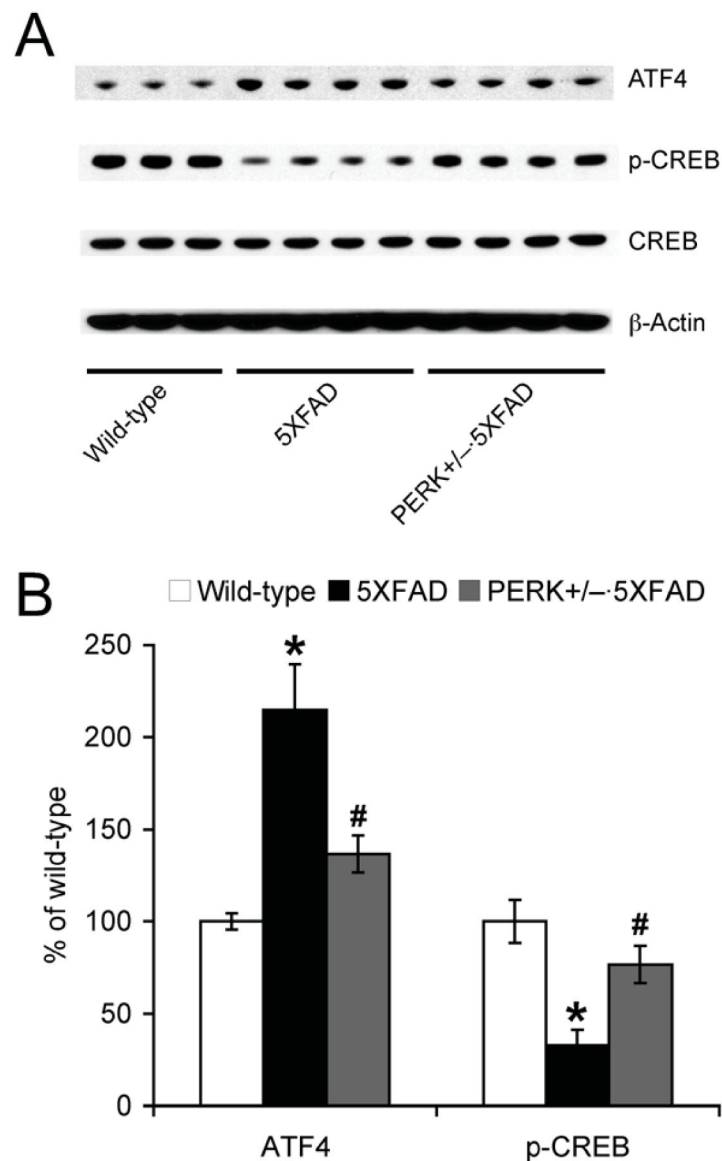 A
ATF4
p-CREB
CREB
β-Actin
Wild-type
5XFAD
PERK+/–·5XFAD
B
Wild-type 5XFAD PERK+/–·5XFAD
% of wild-type
250
200
150
100
50
0
*
#
*
#
ATF4 p-CREB